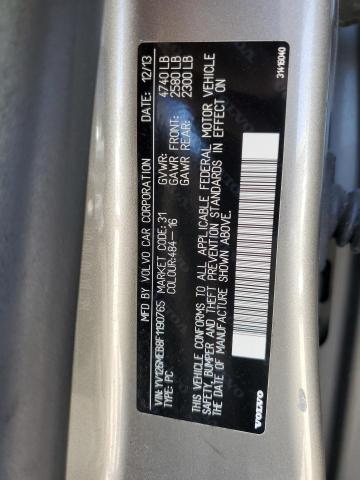 MFD BY VOLVO CAR CORPORATION DATE: 12/13
GVWR: 4740 LB
GAWR FRONT: 2580 LB
GAWR REAR: 2300 LB
VIN: YV126MEB8F1190765 MARKET CODE: 31
TYPE: PC COLOUR: 484-16
THIS VEHICLE CONFORMS TO ALL APPLICABLE FEDERAL MOTOR VEHICLE
SAFETY, BUMPER, AND THEFT PREVENTION STANDARDS IN EFFECT ON
THE DATE OF MANUFACTURE SHOWN ABOVE.
VOLVO 31416040